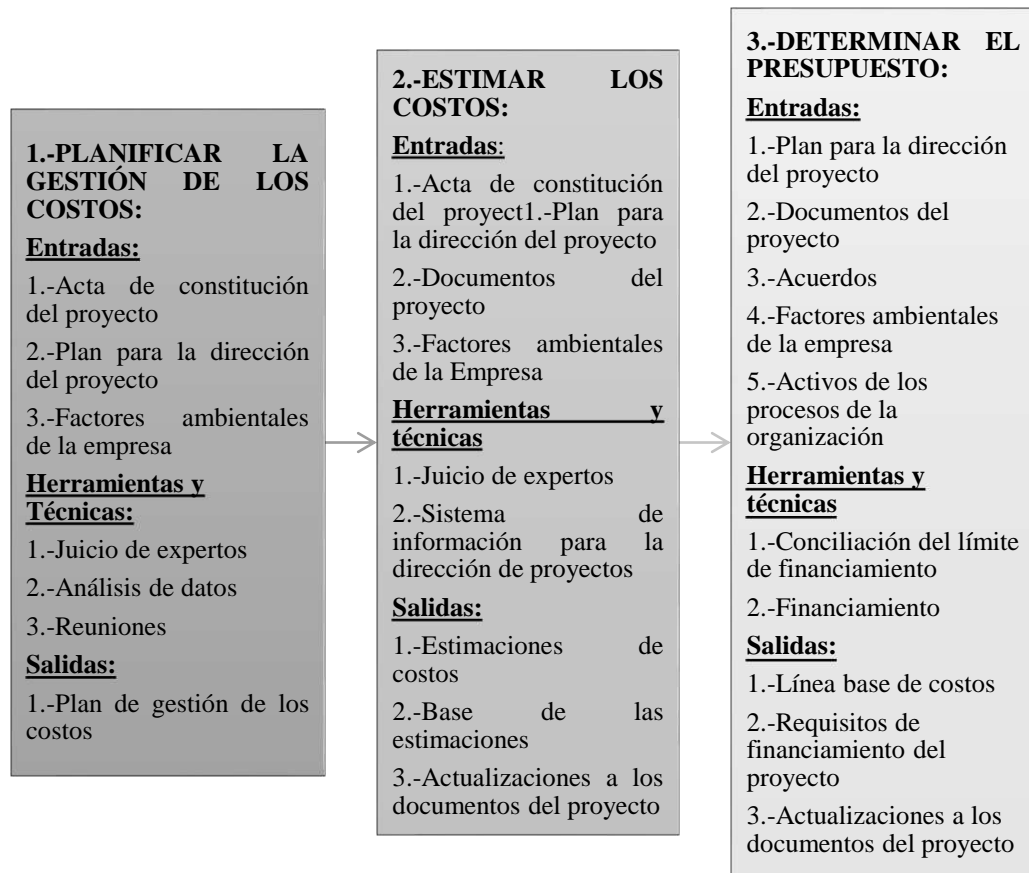 1.-PLANIFICAR LA
GESTIÓN DE LOS
COSTOS:
Entradas:
1.-Acta de constitución
del proyecto
2.-Plan para la dirección
del proyecto
3.-Factores ambientales
de la empresa
Herramientas y
Técnicas:
1.-Juicio de expertos
2.-Análisis de datos
3.-Reuniones
Salidas:
1.-Plan de gestión de los
costos
2.-ESTIMAR LOS
COSTOS:
Entradas:
1.-Acta de constitución
del proyect1.-Plan para
la dirección del proyecto
2.-Documentos del
proyecto
3.-Factores ambientales
de la Empresa
Herramientas y
técnicas
1.-Juicio de expertos
2.-Sistema de
información para la
dirección de proyectos
Salidas:
1.-Estimaciones de
costos
2.-Base de las
estimaciones
3.-Actualizaciones a los
documentos del proyecto
3.-DETERMINAR EL
PRESUPUESTO:
Entradas:
1.-Plan para la dirección
del proyecto
2.-Documentos del
proyecto
3.-Acuerdos
4.-Factores ambientales
de la empresa
5.-Activos de los
procesos de la
organización
Herramientas y
técnicas
1.-Conciliación del límite
de financiamiento
2.-Financiamiento
Salidas:
1.-Línea base de costos
2.-Requisitos de
financiamiento del
proyecto
3.-Actualizaciones a los
documentos del proyecto